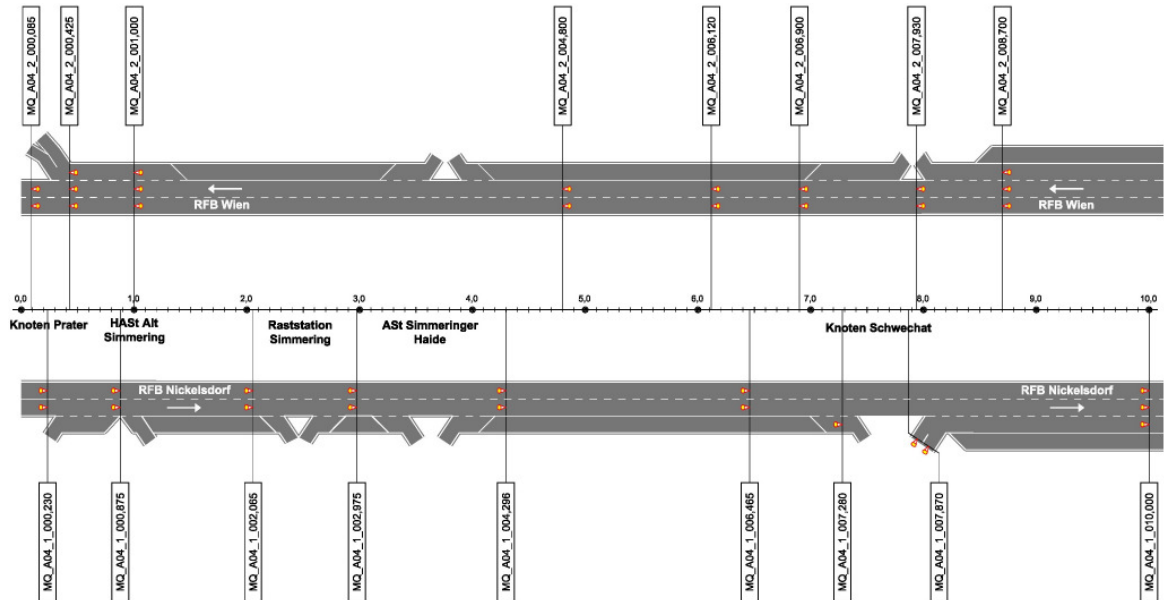 MQ_A04_2_000,085
MQ_A04_2_000,425
MQ_A04_2_001,000
MQ_A04_2_004,800
MQ_A04_2_006,120
MQ_A04_2_006,900
MQ_A04_2_007,930
MQ_A04_2_008,700
RFB Wien
RFB Wien
0,0
1,0
2,0
3,0
4,0
5,0
6,0
7,0
8,0
9,0
10,0
Knoten Prater
HASt Alt
Simmering
Raststation
Simmering
ASt Simmeringer
Haide
Knoten Schwechat
RFB Nickelsdorf
RFB Nickelsdorf
MQ_A04_1_000,230
MQ_A04_1_000,875
MQ_A04_1_002,065
MQ_A04_1_002,975
MQ_A04_1_004,296
MQ_A04_1_006,465
MQ_A04_1_007,280
MQ_A04_1_007,870
MQ_A04_1_010,000